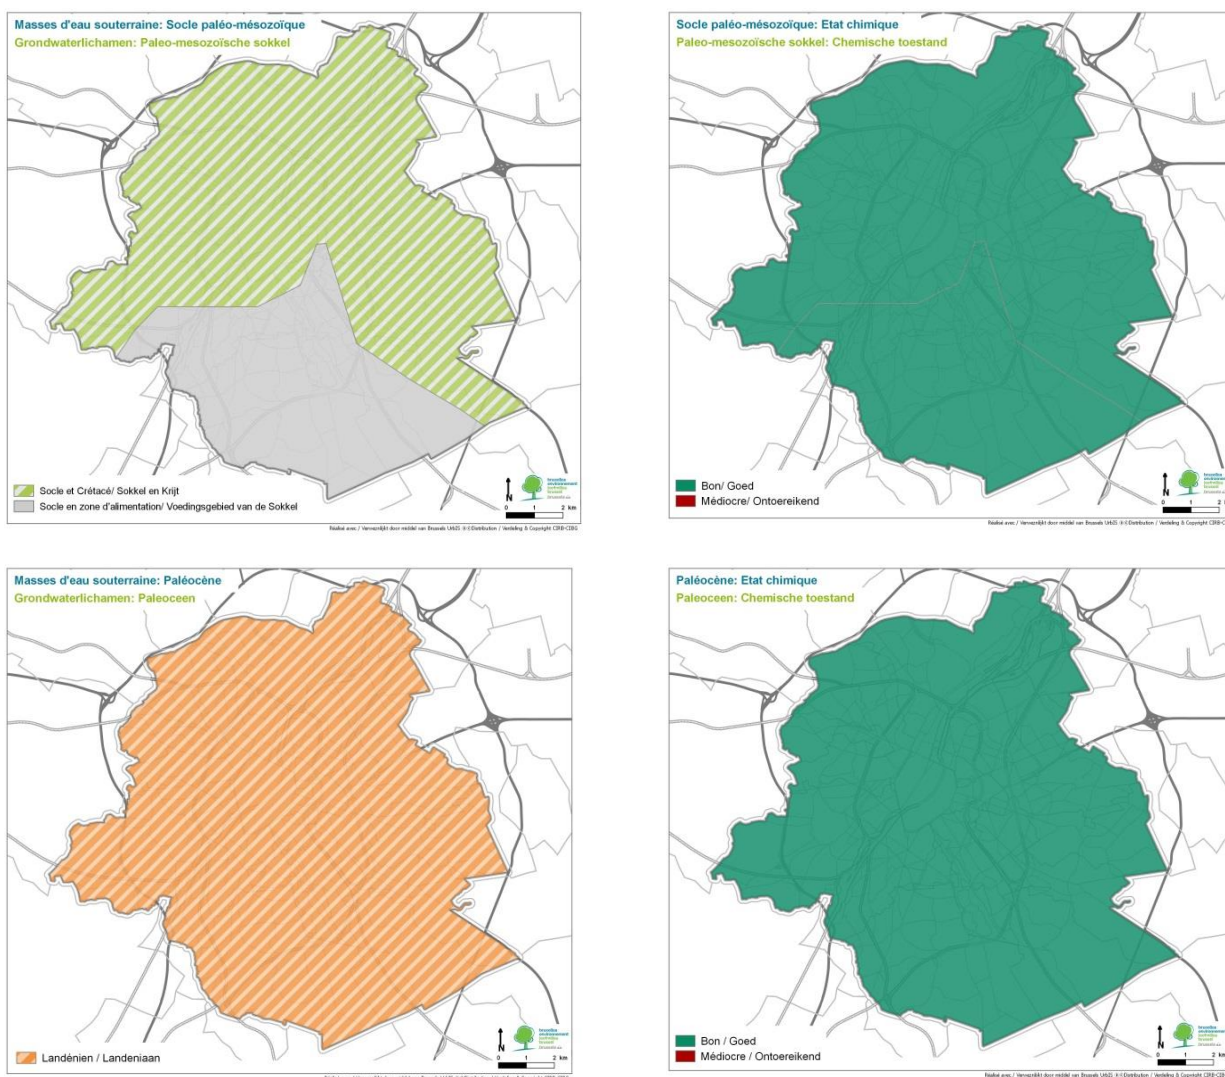 Masses d'eau souterraine: Socle paléo-mésozoïque
Grondwaterlichamen: Paleo-mesozoïsche sokkel
Socle et Crétacé/ Sokkel en Krijt
Socle en zone d'alimentation/ Voedingsgebied van de Sokkel
N
0 1 2 km
Socle paléo-mésozoïque: Etat chimique
Paleo-mesozoïsche sokkel: Chemische toestand
Bon/ Goed
Médiocre/ Ontoereikend
N
0 1 2
Masses d'eau souterraine: Paléocène
Grondwaterlichamen: Paleoceen
Landénien / Landeniaan
N
0 1 2 km
Paléocène: Etat chimique
Paleoceen: Chemische toestand
Bon / Goed
Médiocre / Ontoereikend
N
0 1 2